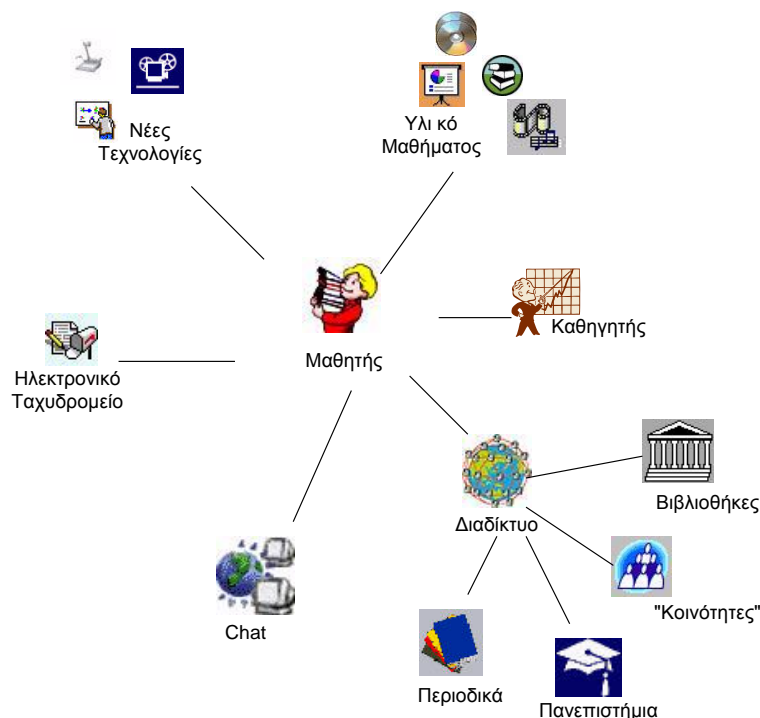 Νέες
Τεχνολογίες
Υλι κό
Μαθήματος
Καθηγητής
Μαθητής
Ηλεκτρονικό
Ταχυδρομείο
Βιβλιοθήκες
Διαδίκτυο
"Κοινότητες"
Chat
Περιοδικά
Πανεπιστήμια